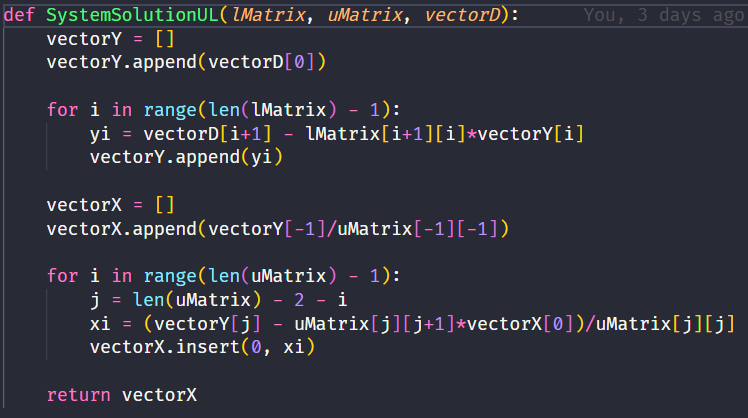 def SystemSolutionUL(lMatrix, uMatrix, vectorD): You, 3 days ago
    vectorY = []
    vectorY.append(vectorD[0])

    for i in range(len(lMatrix) - 1):
        yi = vectorD[i+1] - lMatrix[i+1][i]*vectorY[i]
        vectorY.append(yi)

    vectorX = []
    vectorX.append(vectorY[-1]/uMatrix[-1][-1])

    for i in range(len(uMatrix) - 1):
        j = len(uMatrix) - 2 - i
        xi = (vectorY[j] - uMatrix[j][j+1]*vectorX[0])/uMatrix[j][j]
        vectorX.insert(0, xi)

    return vectorX